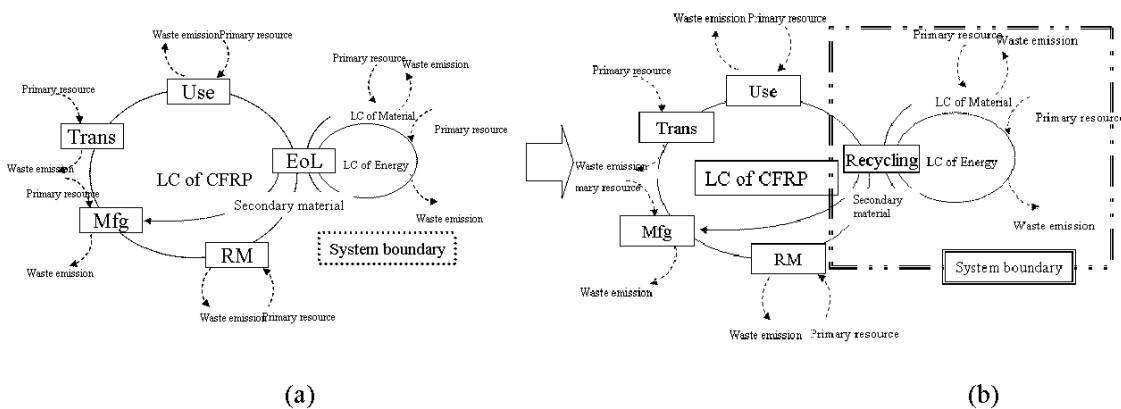 Waste emission Primary resource
Primary resource
Waste emission
Primary resource
Use
Trans
LC of Material
Primary resource
EoL
LC of Energy
Waste emission
Primary resource
LC of CFRP
Secondary material
Mfg
Waste emission
System boundary
RM
Waste emission
Waste emission
Primary resource
(a)
Waste emission Primary resource
Primary resource
Waste emission
Primary resource
Use
LC of Material
Primary resource
Trans
Recycling
LC of Energy
Waste emission
mary resource
LC of CFRP
Secondary
material
Mfg
Waste emission
RM
System boundary
Waste emission
Waste emission
Primary resource
(b)